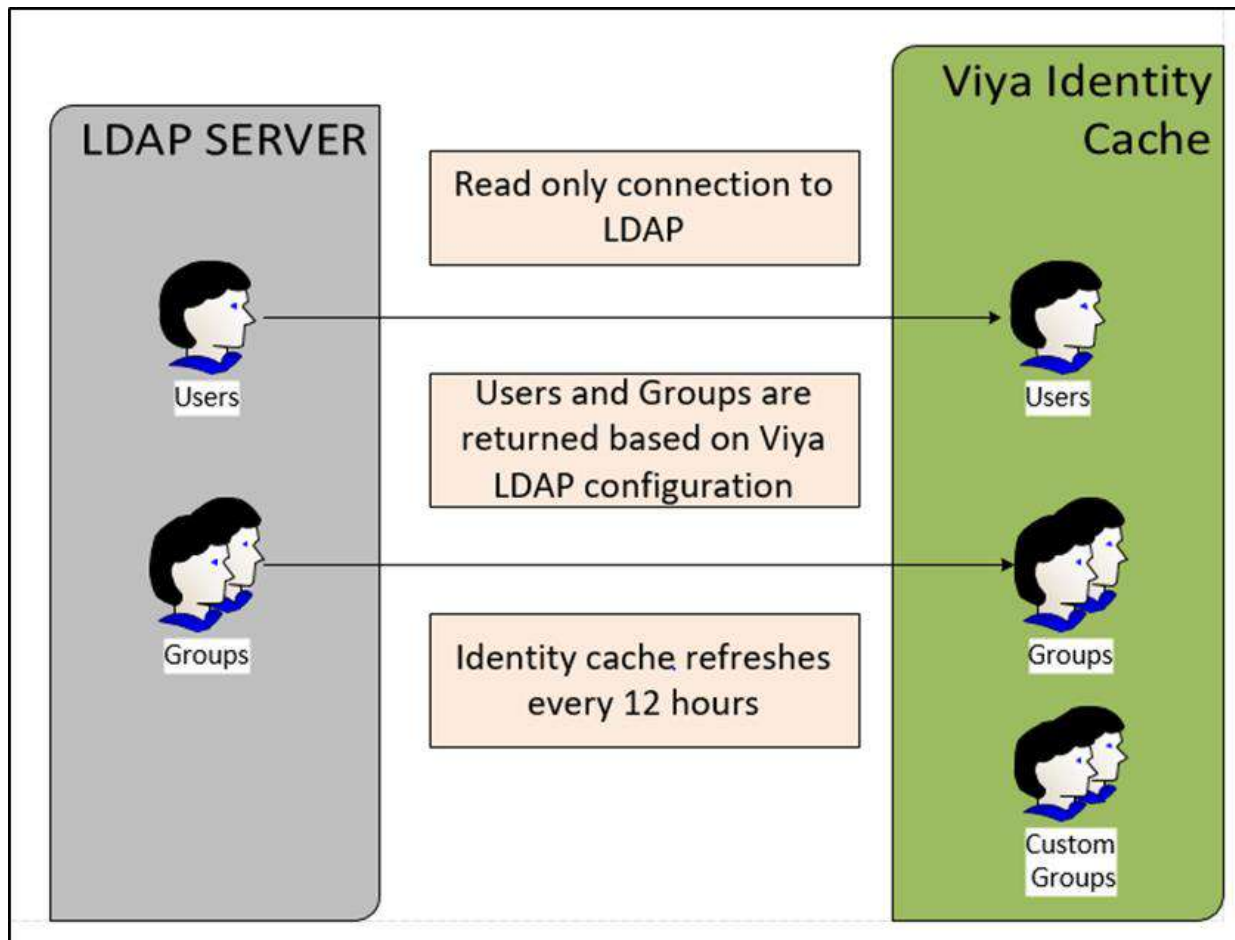 LDAP SERVER
Viya Identity
Cache
Read only connection to
LDAP
Users
Users
Users and Groups are
returned based on Viya
LDAP configuration
Groups
Groups
Identity cache refreshes
every 12 hours
Custom
Groups